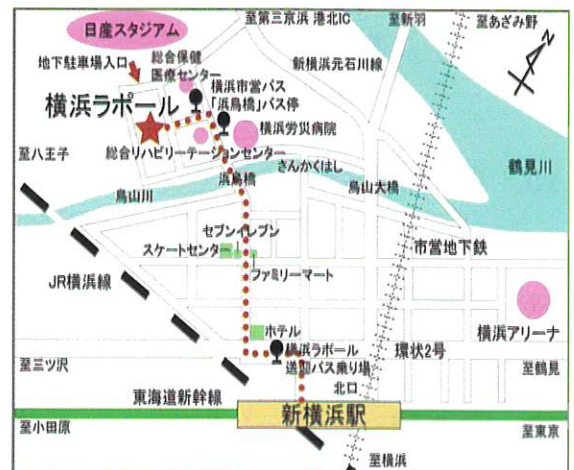 日産スタジアム
至第三京浜 港北IC
至新羽
至あざみ野
地下駐車場入口
総合保健
医療センター
新横浜元石川線
横浜市営バス
「浜鳥橋」バス停
横浜ラポール
横浜労災病院
至八王子
総合リハビリテーションセンター
さんかくはし
鶴見川
浜鳥橋
鳥山川
鳥山大橋
セブンイレブン
スケートセンター
市営地下鉄
ファミリーマート
JR横浜線
ホテル
横浜アリーナ
横浜ラポール
送迎バス乗り場
環状2号
至三ツ沢
北口
至鶴見
東海道新幹線
新横浜駅
至小田原
至東京
至横浜
N